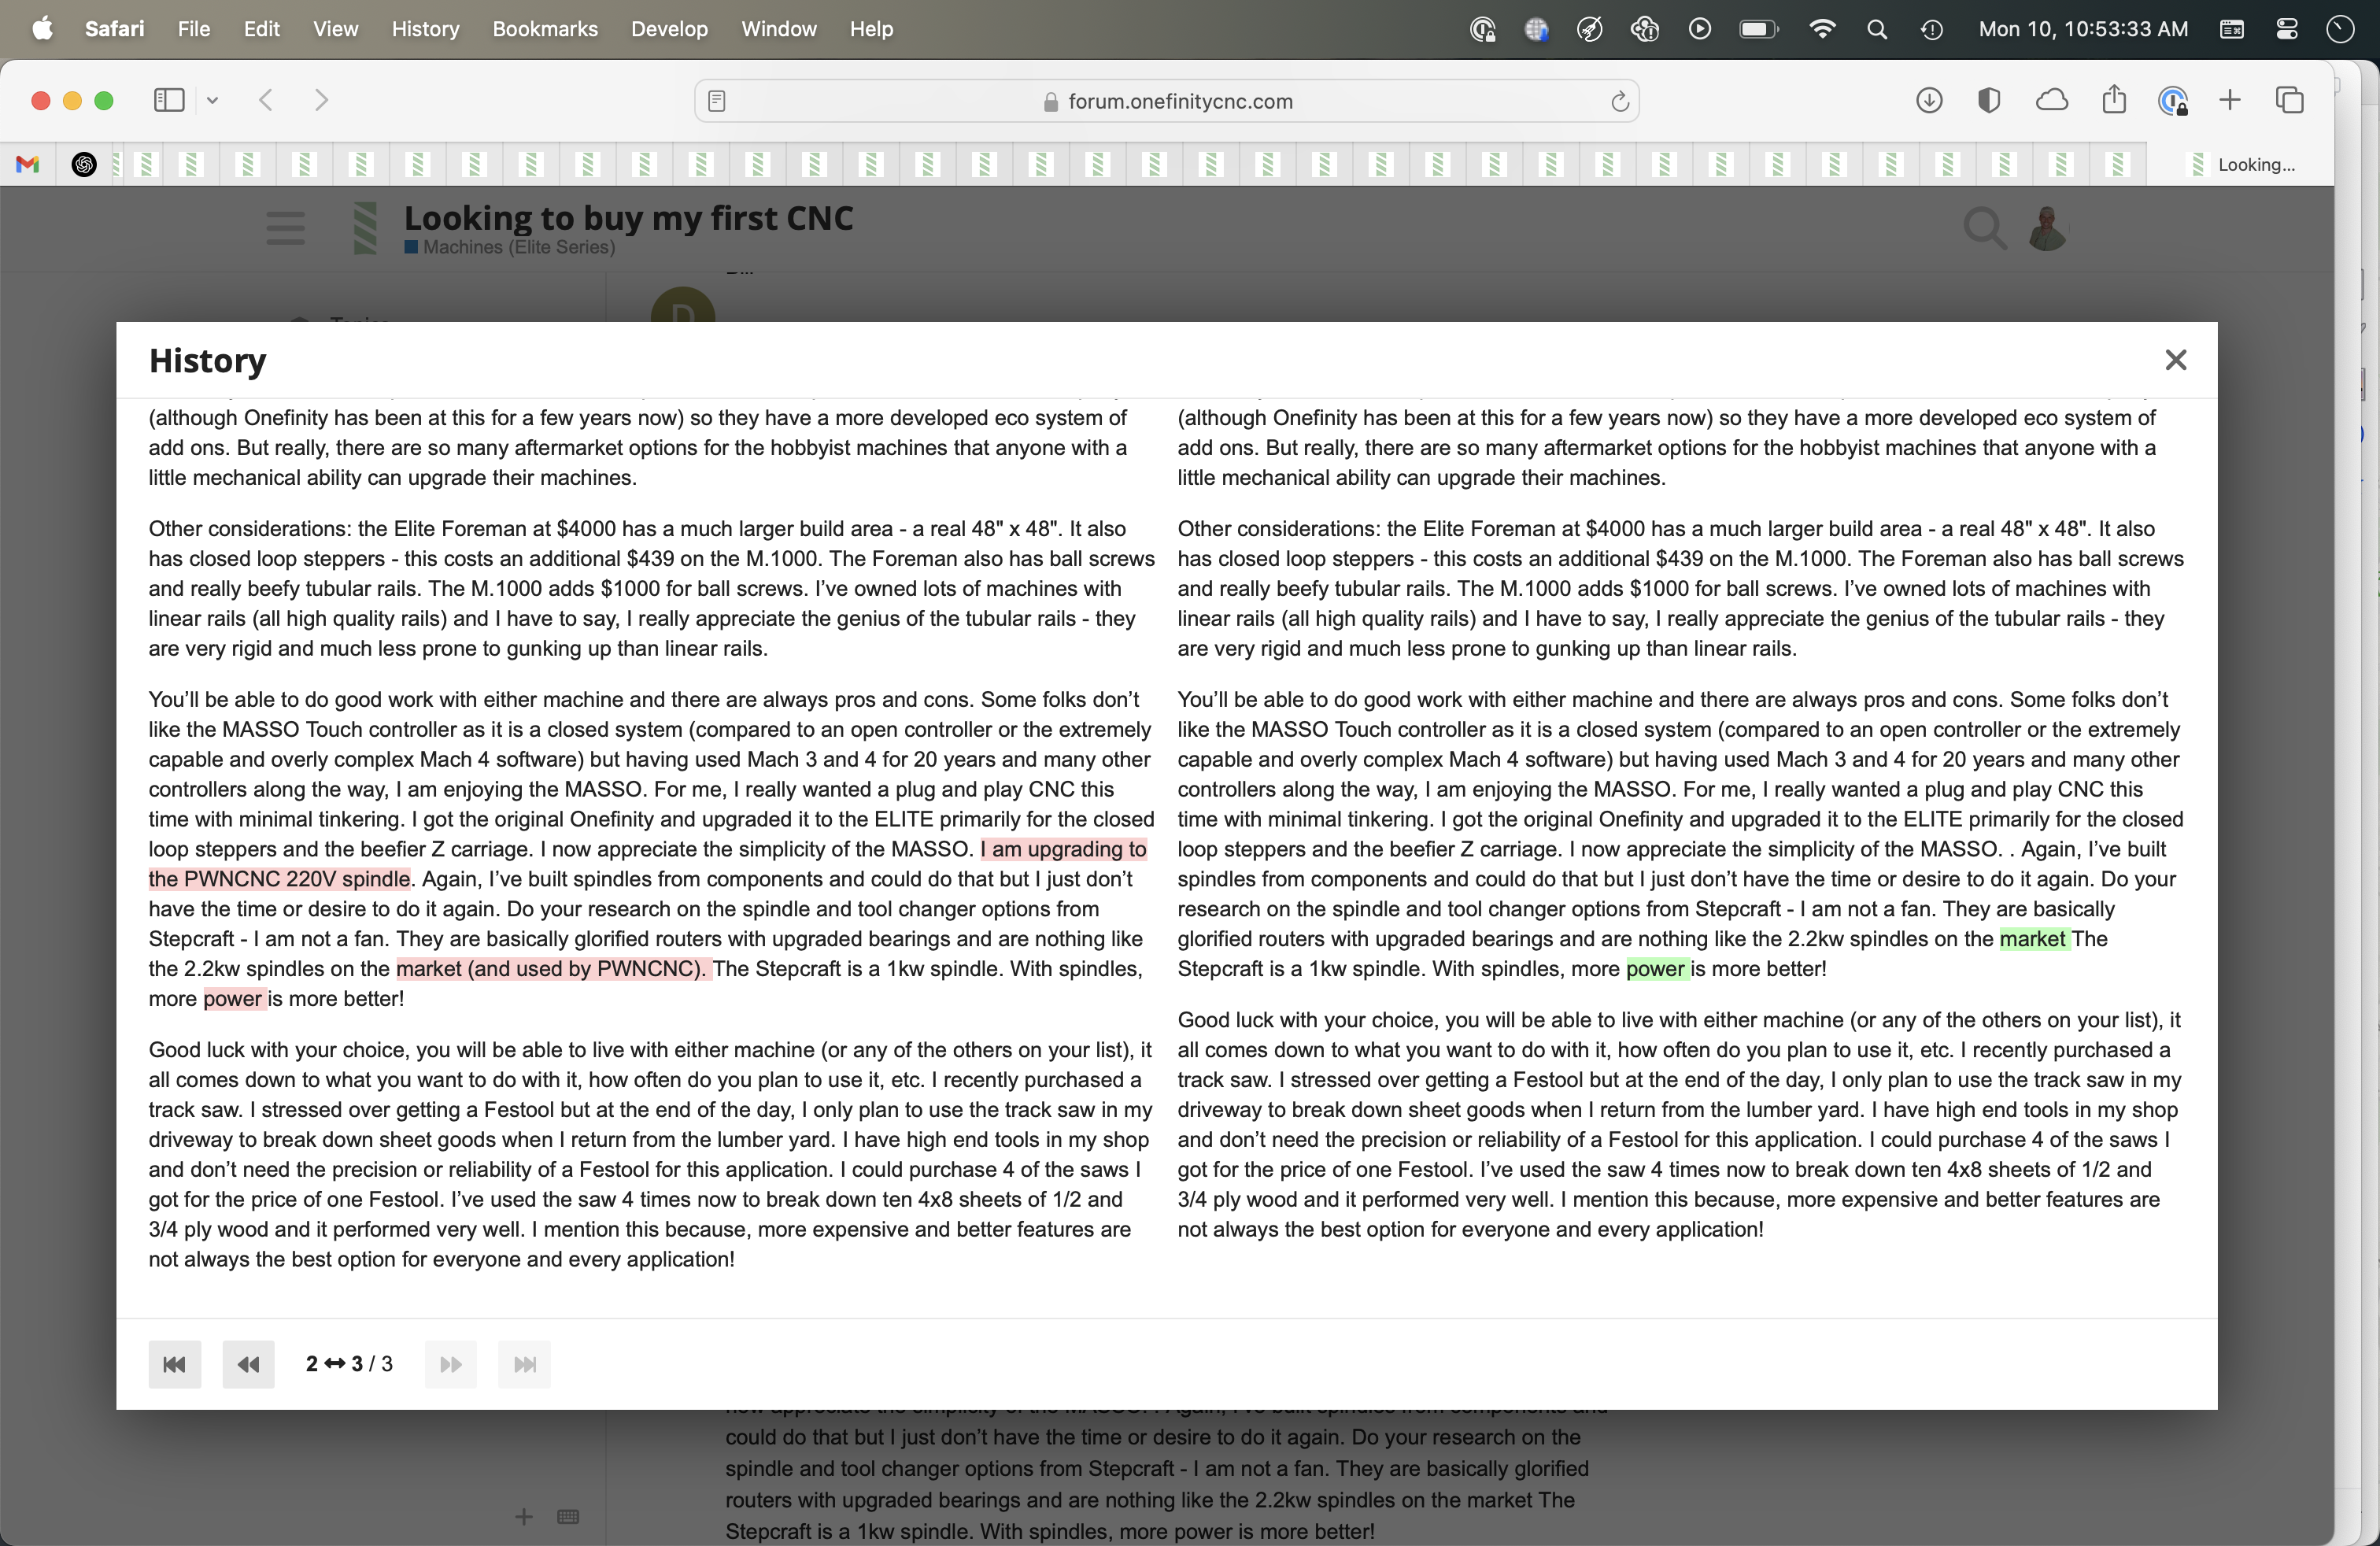 Safari File Edit View History Bookmarks Develop Window Help Mon 10, 10:53:33 AM
forum.onefinitycnc.com
Looking...
Looking to buy my first CNC
Machines (Elite Series)
D
History
(although Onefinity has been at this for a few years now) so they have a more developed eco system of
add ons. But really, there are so many aftermarket options for the hobbyist machines that anyone with a
little mechanical ability can upgrade their machines.
Other considerations: the Elite Foreman at $4000 has a much larger build area - a real 48" x 48". It also
has closed loop steppers - this costs an additional $439 on the M.1000. The Foreman also has ball screws
and really beefy tubular rails. The M.1000 adds $1000 for ball screws. I’ve owned lots of machines with
linear rails (all high quality rails) and I have to say, I really appreciate the genius of the tubular rails - they
are very rigid and much less prone to gunking up than linear rails.
You’ll be able to do good work with either machine and there are always pros and cons. Some folks don’t
like the MASSO Touch controller as it is a closed system (compared to an open controller or the extremely
capable and overly complex Mach 4 software) but having used Mach 3 and 4 for 20 years and many other
controllers along the way, I am enjoying the MASSO. For me, I really wanted a plug and play CNC this
time with minimal tinkering. I got the original Onefinity and upgraded it to the ELITE primarily for the closed
loop steppers and the beefier Z carriage. I now appreciate the simplicity of the MASSO. I am upgrading to
the PWNCNC 220V spindle. Again, I’ve built spindles from components and could do that but I just don’t
have the time or desire to do it again. Do your research on the spindle and tool changer options from
Stepcraft - I am not a fan. They are basically glorified routers with upgraded bearings and are nothing like
the 2.2kw spindles on the market (and used by PWNCNC). The Stepcraft is a 1kw spindle. With spindles,
more power is more better!
Good luck with your choice, you will be able to live with either machine (or any of the others on your list), it
all comes down to what you want to do with it, how often do you plan to use it, etc. I recently purchased a
track saw. I stressed over getting a Festool but at the end of the day, I only plan to use the track saw in my
driveway to break down sheet goods when I return from the lumber yard. I have high end tools in my shop
and don’t need the precision or reliability of a Festool for this application. I could purchase 4 of the saws I
got for the price of one Festool. I’ve used the saw 4 times now to break down ten 4x8 sheets of 1/2 and
3/4 ply wood and it performed very well. I mention this because, more expensive and better features are
not always the best option for everyone and every application!
(although Onefinity has been at this for a few years now) so they have a more developed eco system of
add ons. But really, there are so many aftermarket options for the hobbyist machines that anyone with a
little mechanical ability can upgrade their machines.
Other considerations: the Elite Foreman at $4000 has a much larger build area - a real 48" x 48". It also
has closed loop steppers - this costs an additional $439 on the M.1000. The Foreman also has ball screws
and really beefy tubular rails. The M.1000 adds $1000 for ball screws. I’ve owned lots of machines with
linear rails (all high quality rails) and I have to say, I really appreciate the genius of the tubular rails - they
are very rigid and much less prone to gunking up than linear rails.
You’ll be able to do good work with either machine and there are always pros and cons. Some folks don’t
like the MASSO Touch controller as it is a closed system (compared to an open controller or the extremely
capable and overly complex Mach 4 software) but having used Mach 3 and 4 for 20 years and many other
controllers along the way, I am enjoying the MASSO. For me, I really wanted a plug and play CNC this
time with minimal tinkering. I got the original Onefinity and upgraded it to the ELITE primarily for the closed
loop steppers and the beefier Z carriage. I now appreciate the simplicity of the MASSO. . Again, I’ve built
spindles from components and could do that but I just don’t have the time or desire to do it again. Do your
research on the spindle and tool changer options from Stepcraft - I am not a fan. They are basically
glorified routers with upgraded bearings and are nothing like the 2.2kw spindles on the market The
Stepcraft is a 1kw spindle. With spindles, more power is more better!
Good luck with your choice, you will be able to live with either machine (or any of the others on your list), it
all comes down to what you want to do with it, how often do you plan to use it, etc. I recently purchased a
track saw. I stressed over getting a Festool but at the end of the day, I only plan to use the track saw in my
driveway to break down sheet goods when I return from the lumber yard. I have high end tools in my shop
and don’t need the precision or reliability of a Festool for this application. I could purchase 4 of the saws I
got for the price of one Festool. I’ve used the saw 4 times now to break down ten 4x8 sheets of 1/2 and
3/4 ply wood and it performed very well. I mention this because, more expensive and better features are
not always the best option for everyone and every application!
2 ↔ 3 / 3
could do that but I just don’t have the time or desire to do it again. Do your research on the
spindle and tool changer options from Stepcraft - I am not a fan. They are basically glorified
routers with upgraded bearings and are nothing like the 2.2kw spindles on the market The
Stepcraft is a 1kw spindle. With spindles, more power is more better!